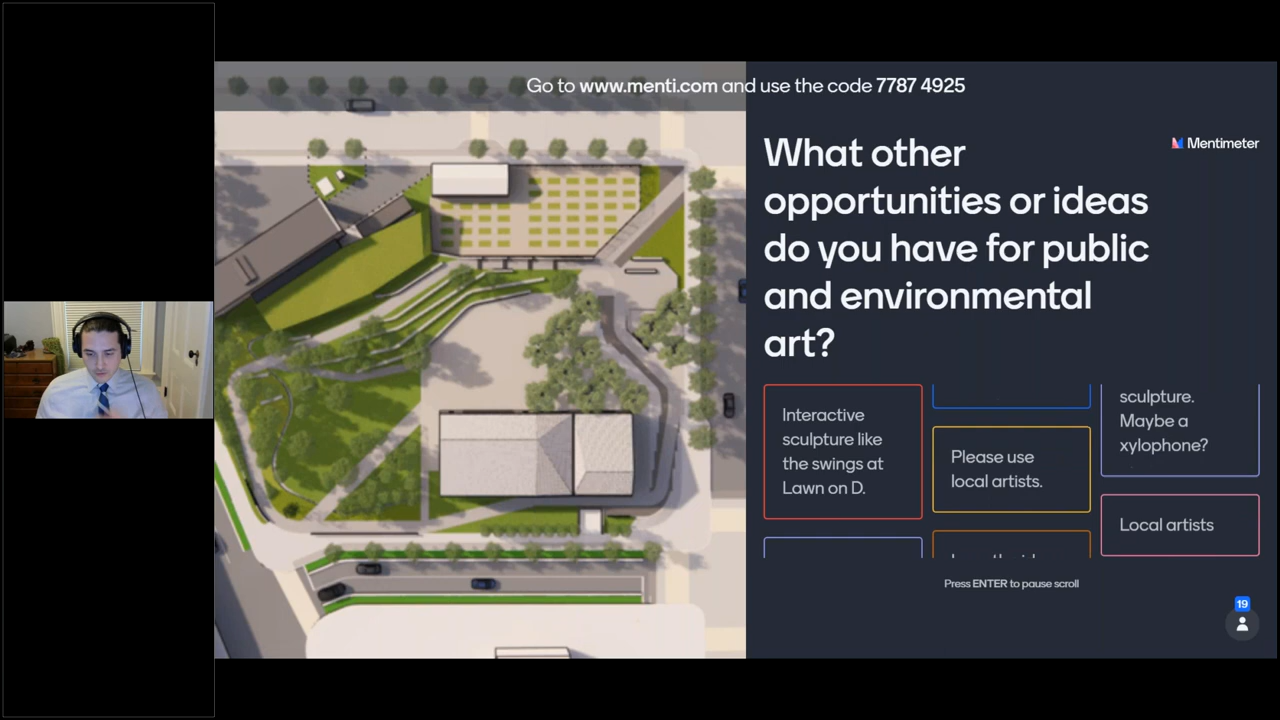 Go to www.menti.com and use the code 7787 4925
Mentimeter
What other
opportunities or ideas
do you have for public
and environmental
art?
Interactive
sculpture like
the swings at
Lawn on D.
Please use
local artists.
sculpture.
Maybe a
xylophone?
Local artists
Press ENTER to pause scroll
19